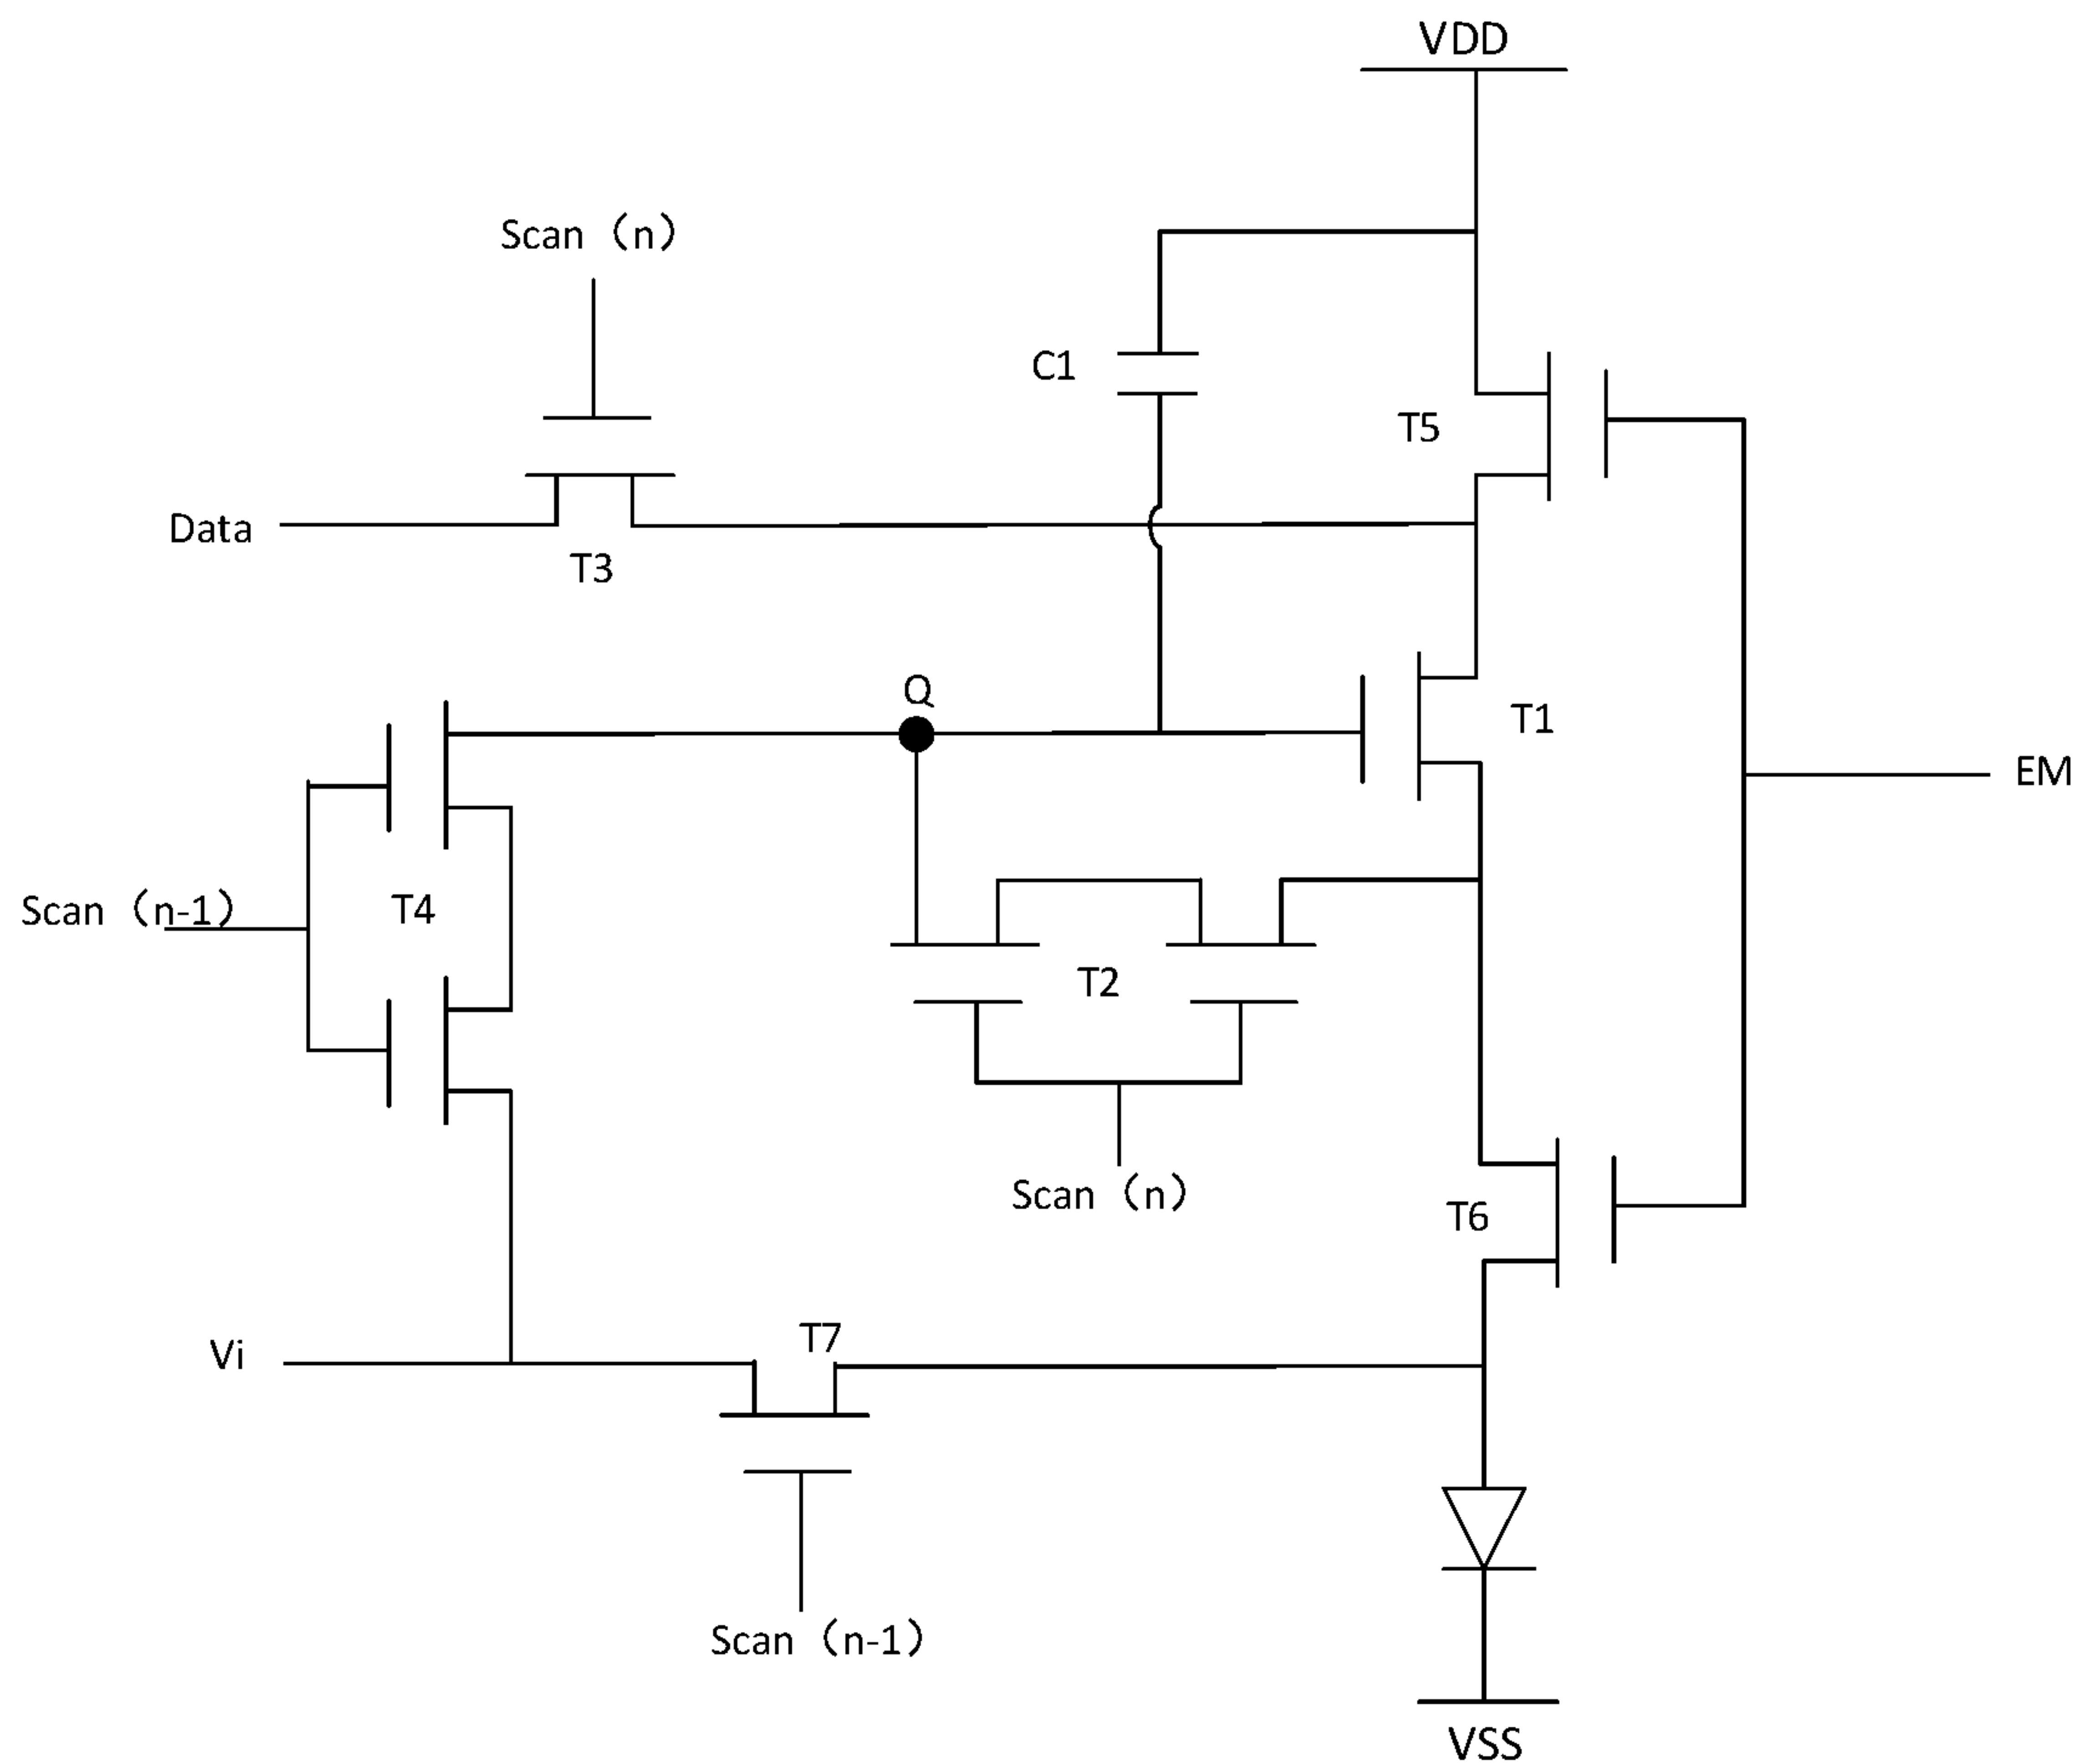 VDD
Scan（n）
C1
T5
Data
T3
Q
T1
EM
Scan（n-1）
T4
T2
Scan（n）
T6
T7
Vi
Scan（n-1）
VSS